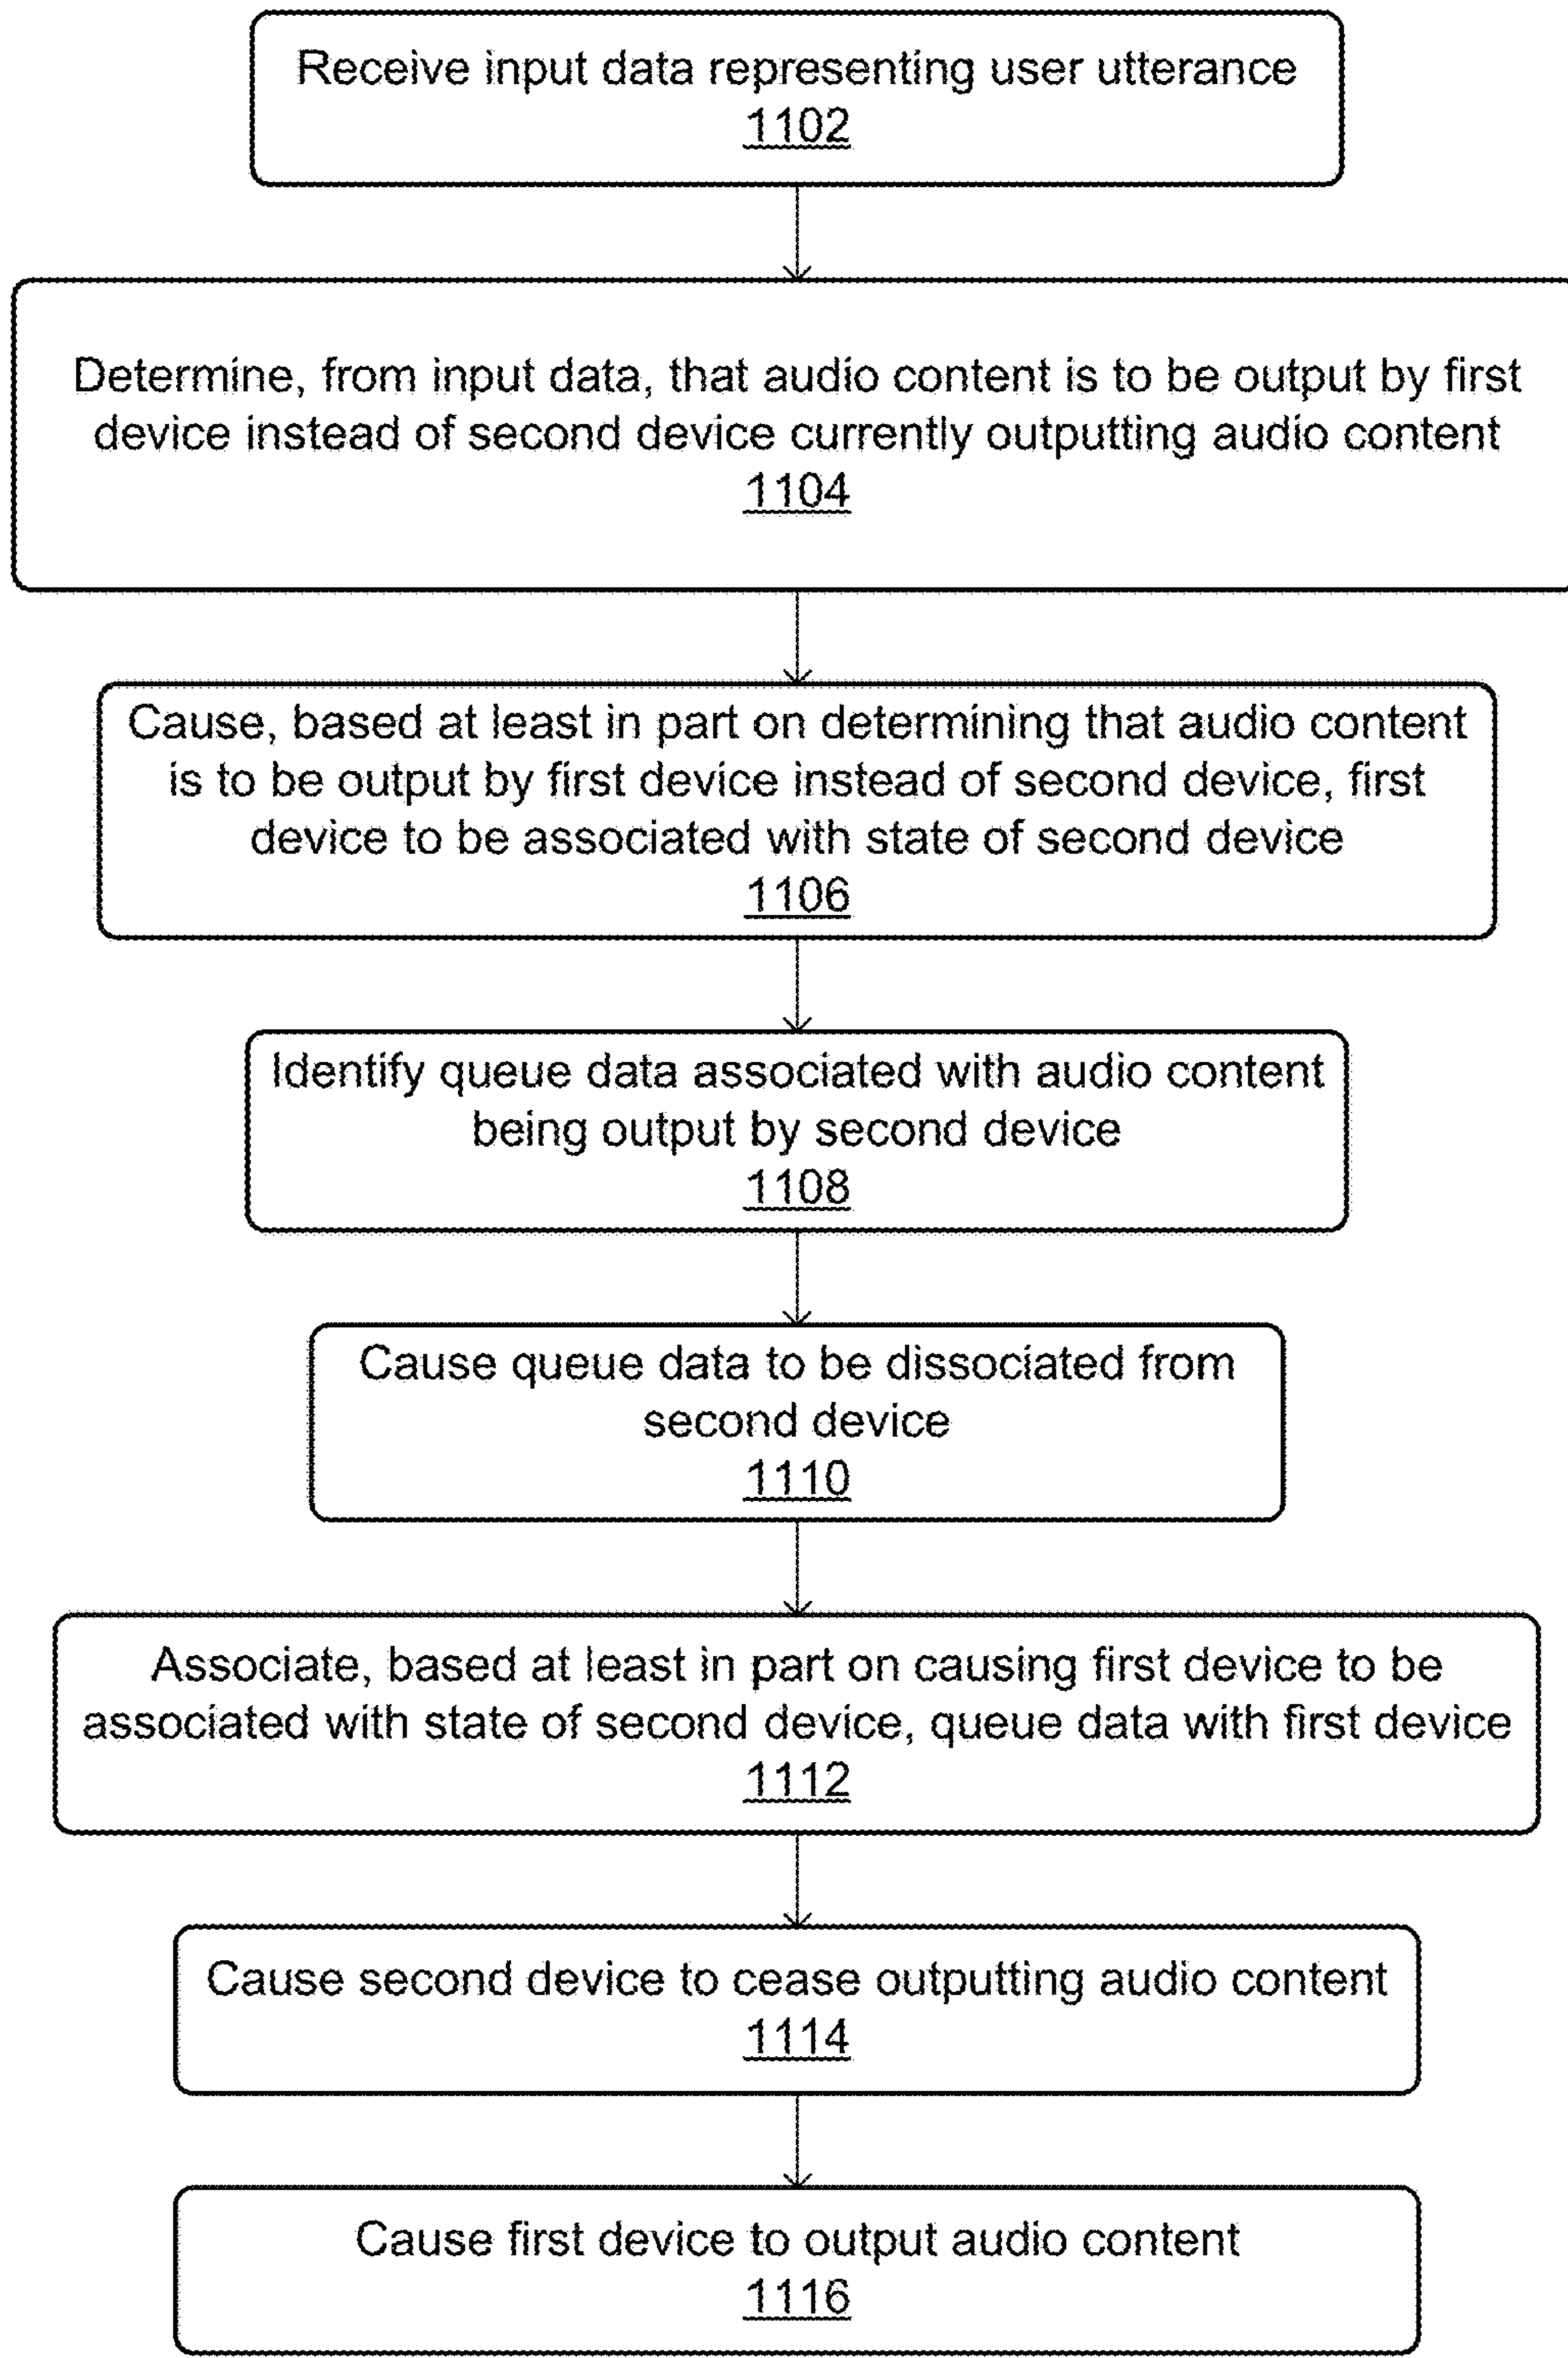 Receive input data representing user utterance
1102
Determine, from input data, that audio content is to be output by first
device instead of second device currently outputting audio content
1104
Cause, based at least in part on determining that audio content
is to be output by first device instead of second device, first
device to be associated with state of second device
1106
Identify queue data associated with audio content
being output by second device
1108
Cause queue data to be dissociated from
second device
1110
Associate, based at least in part on causing first device to be
associated with state of second device, queue data with first device
1112
Cause second device to cease outputting audio content
1114
Cause first device to output audio content
1116